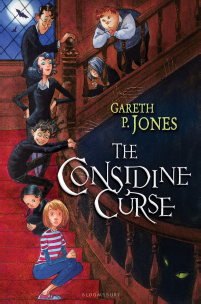 GARETH
P. JONES
THE
CONSIDINE
CURSE
BLOOMSBURY